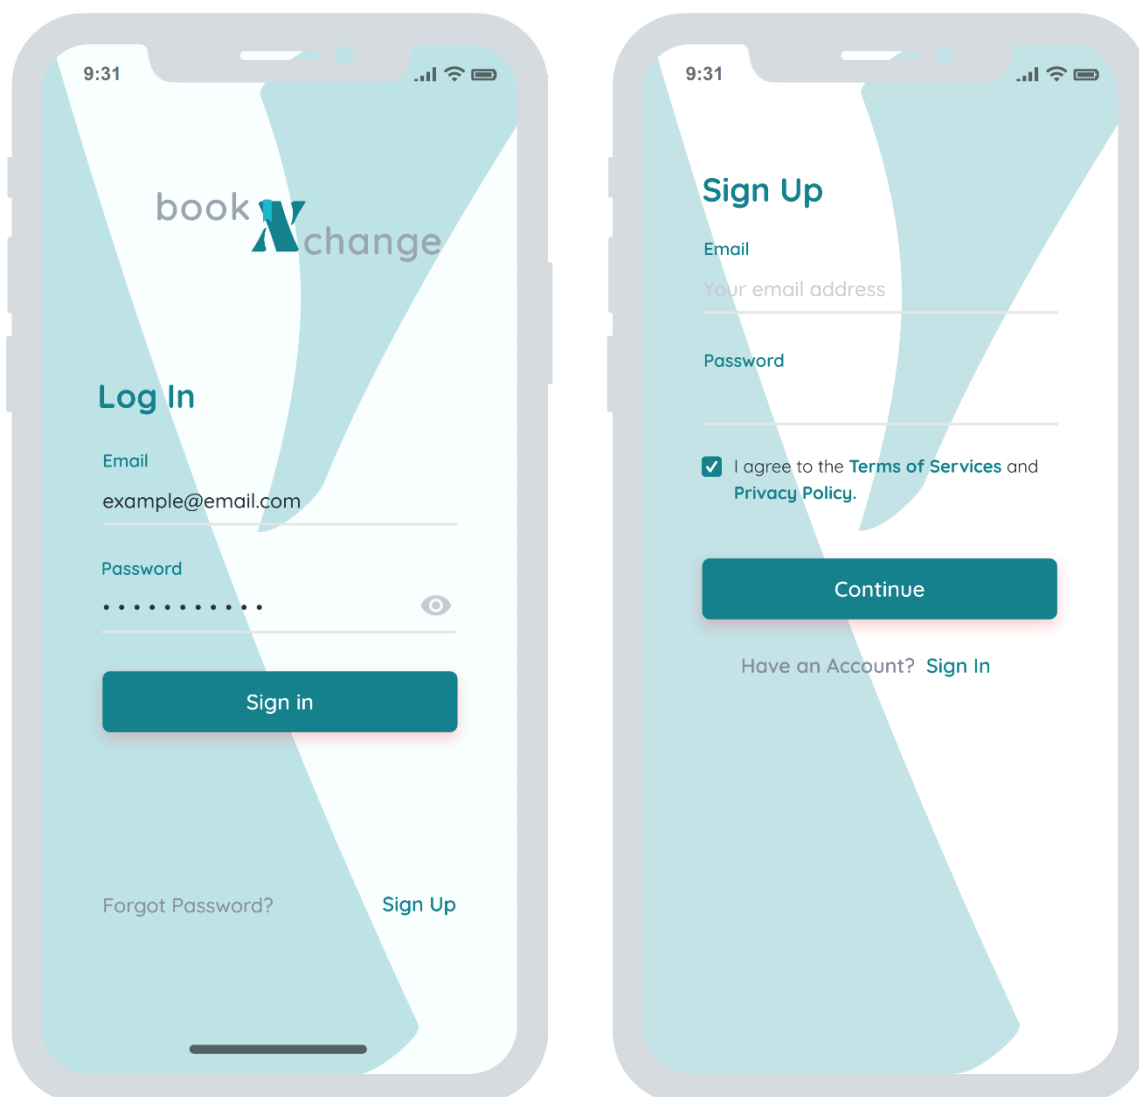 9:31
book
X change
Log In
Email
example@email.com
Password
Sign in
Forgot Password?
Sign Up
9:31
Sign Up
Email
Your email address
Password
I agree to the Terms of Services and
Privacy Policy.
Continue
Have an Account? Sign In